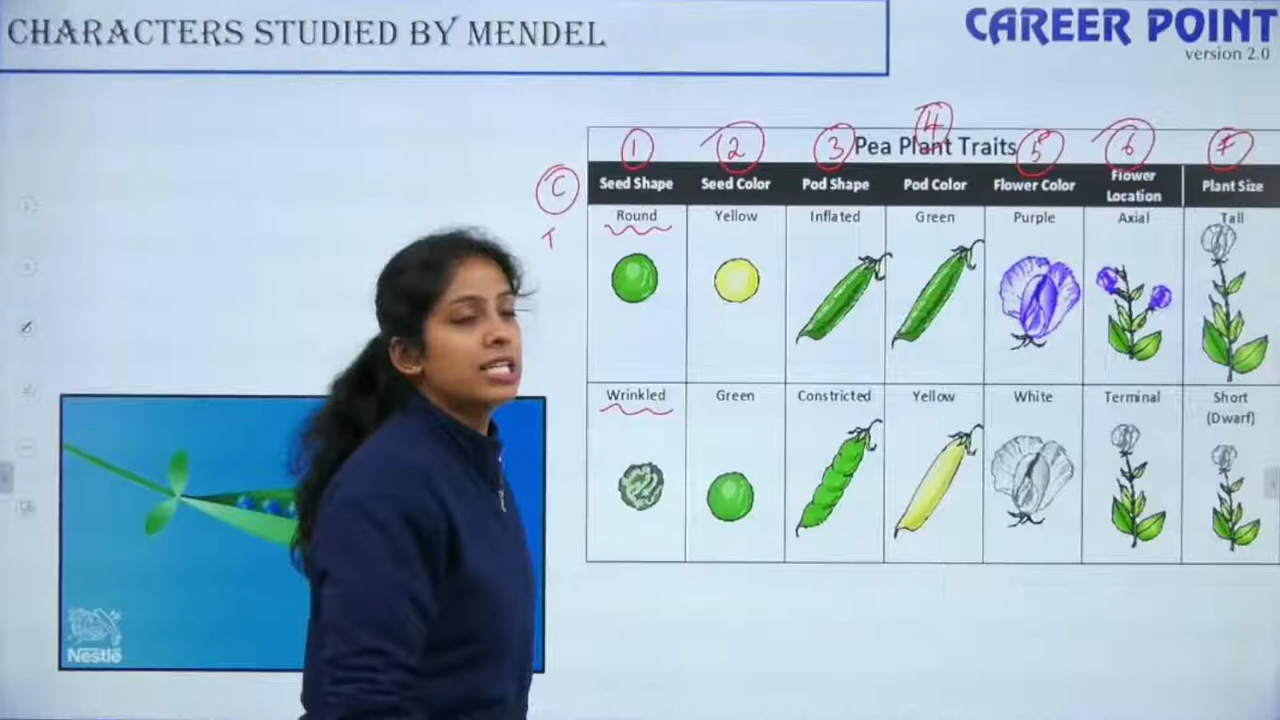 CHARACTERS STUDIED BY MENDEL
CAREER POINT
version 2.0
1 2 3 4 5 6 7
Pea Plant Traits
C
Seed Shape Seed Color Pod Shape Pod Color Flower Color Flower Location Plant Size
T
Round Yellow Inflated Green Purple Axial Tall
Wrinkled Green Constricted Yellow White Terminal Short (Dwarf)
Nestlé